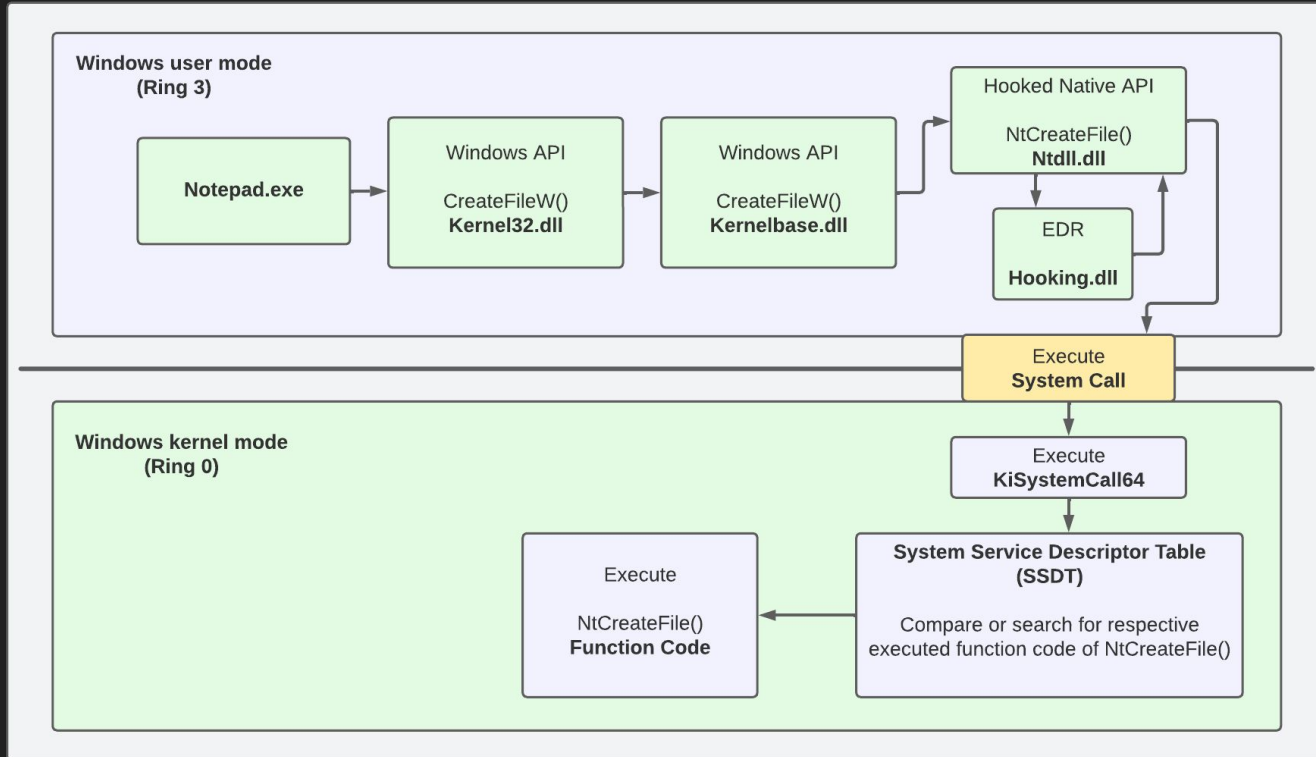 Windows user mode
(Ring 3)
Notepad.exe
Windows API
CreateFileW()
Kernel32.dll
Windows API
CreateFileW()
Kernelbase.dll
Hooked Native API
NtCreateFile()
Ntdll.dll
EDR
Hooking.dll
Execute
System Call
Windows kernel mode
(Ring 0)
Execute
KiSystemCall64
System Service Descriptor Table
(SSDT)
Compare or search for respective
executed function code of NtCreateFile()
Execute
NtCreateFile()
Function Code